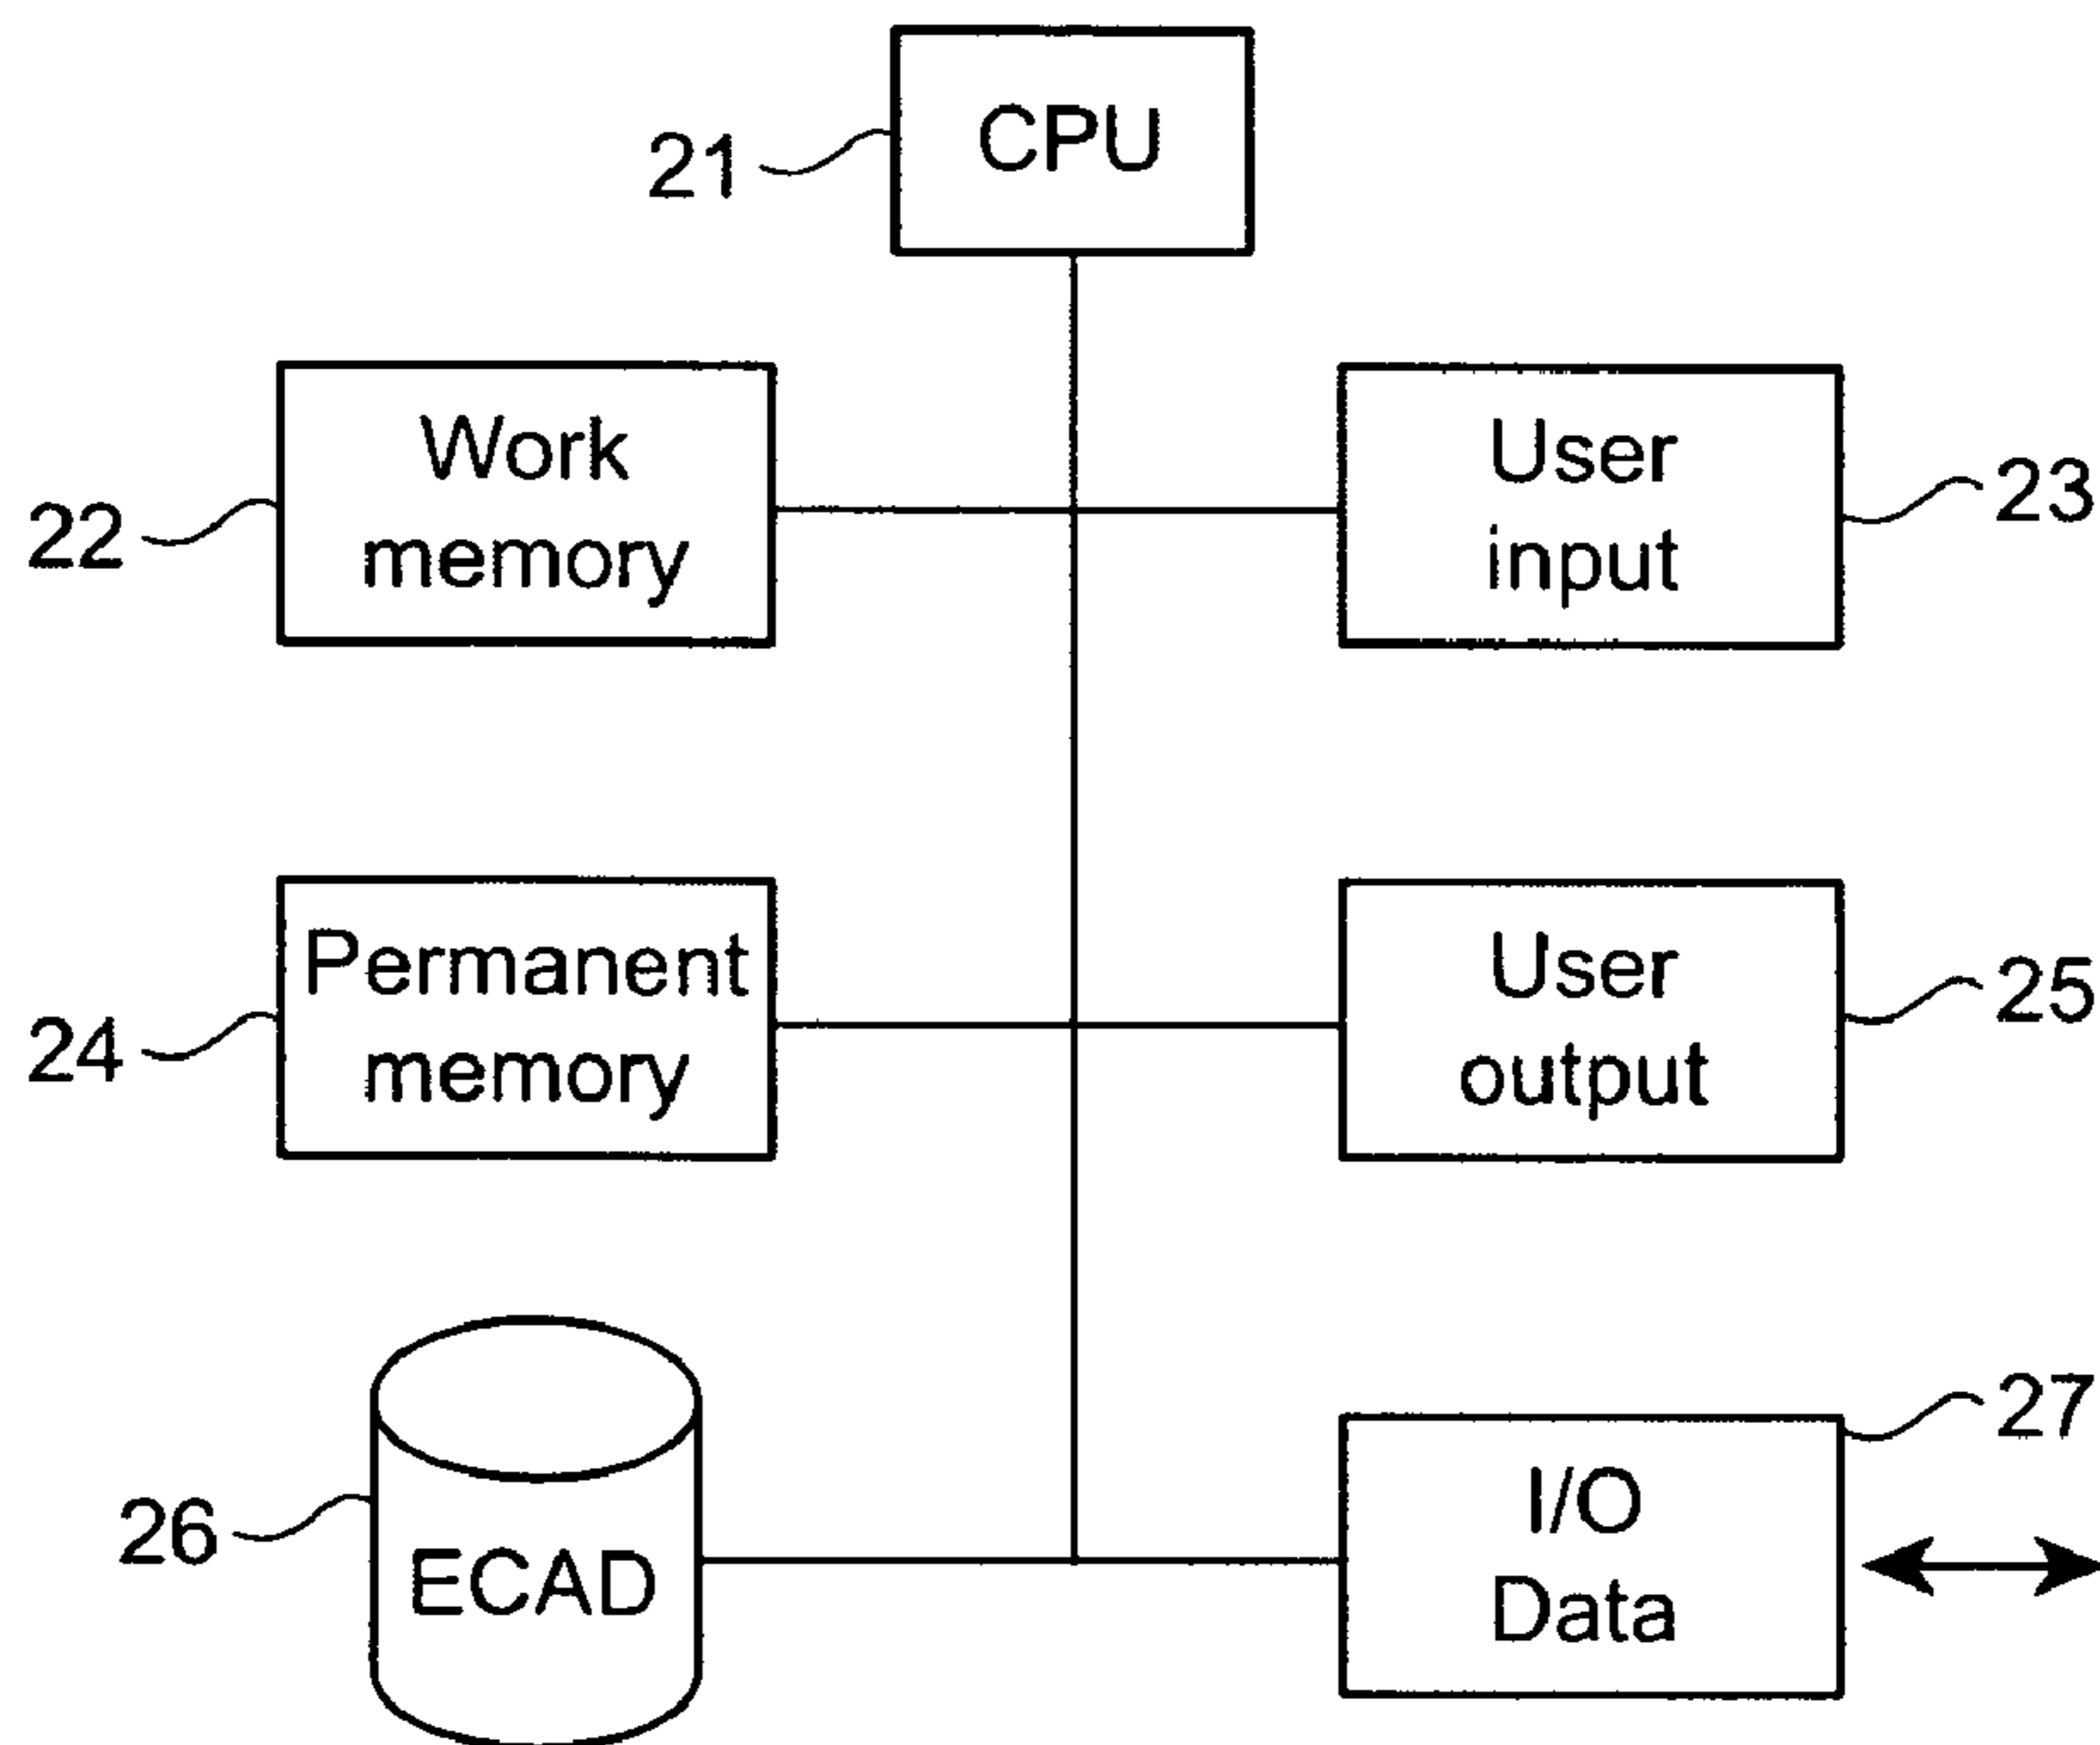 CPU
21
Work
memory
22
User
input
23
Permanent
memory
24
User
output
25
ECAD
26
I/O
Data
27